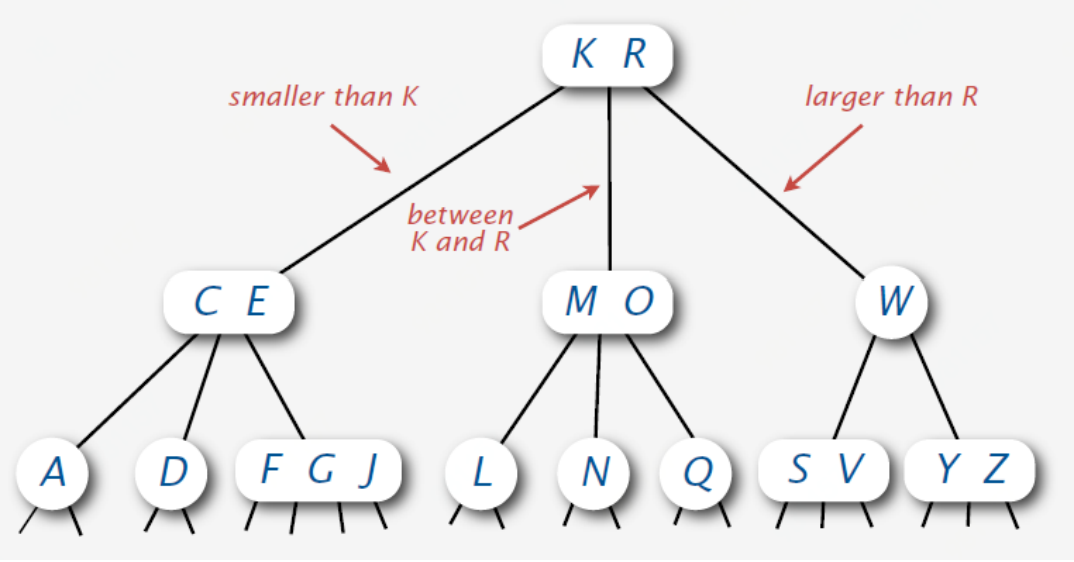 K R
smaller than K
larger than R
between
K and R
C E
M O
W
A
D
F G J
L
N
Q
S V
Y Z